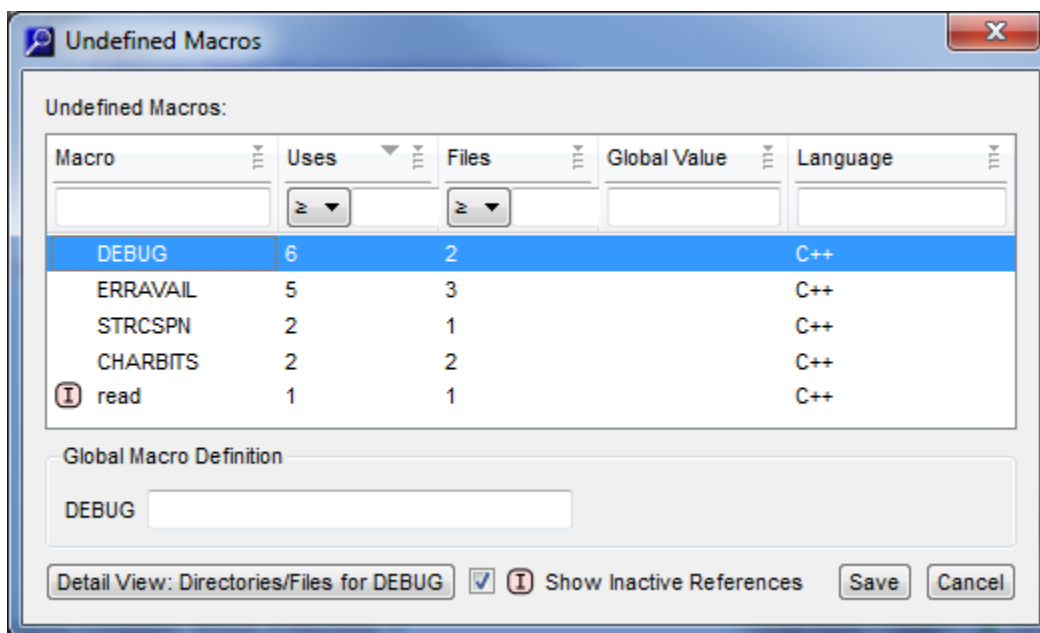 Undefined Macros
Undefined Macros:
Macro Uses Files Global Value Language
≥ ≥
DEBUG 6 2 C++
ERRAVAIL 5 3 C++
STRCSPN 2 1 C++
CHARBITS 2 2 C++
I read 1 1 C++
Global Macro Definition
DEBUG
Detail View: Directories/Files for DEBUG I Show Inactive References Save Cancel